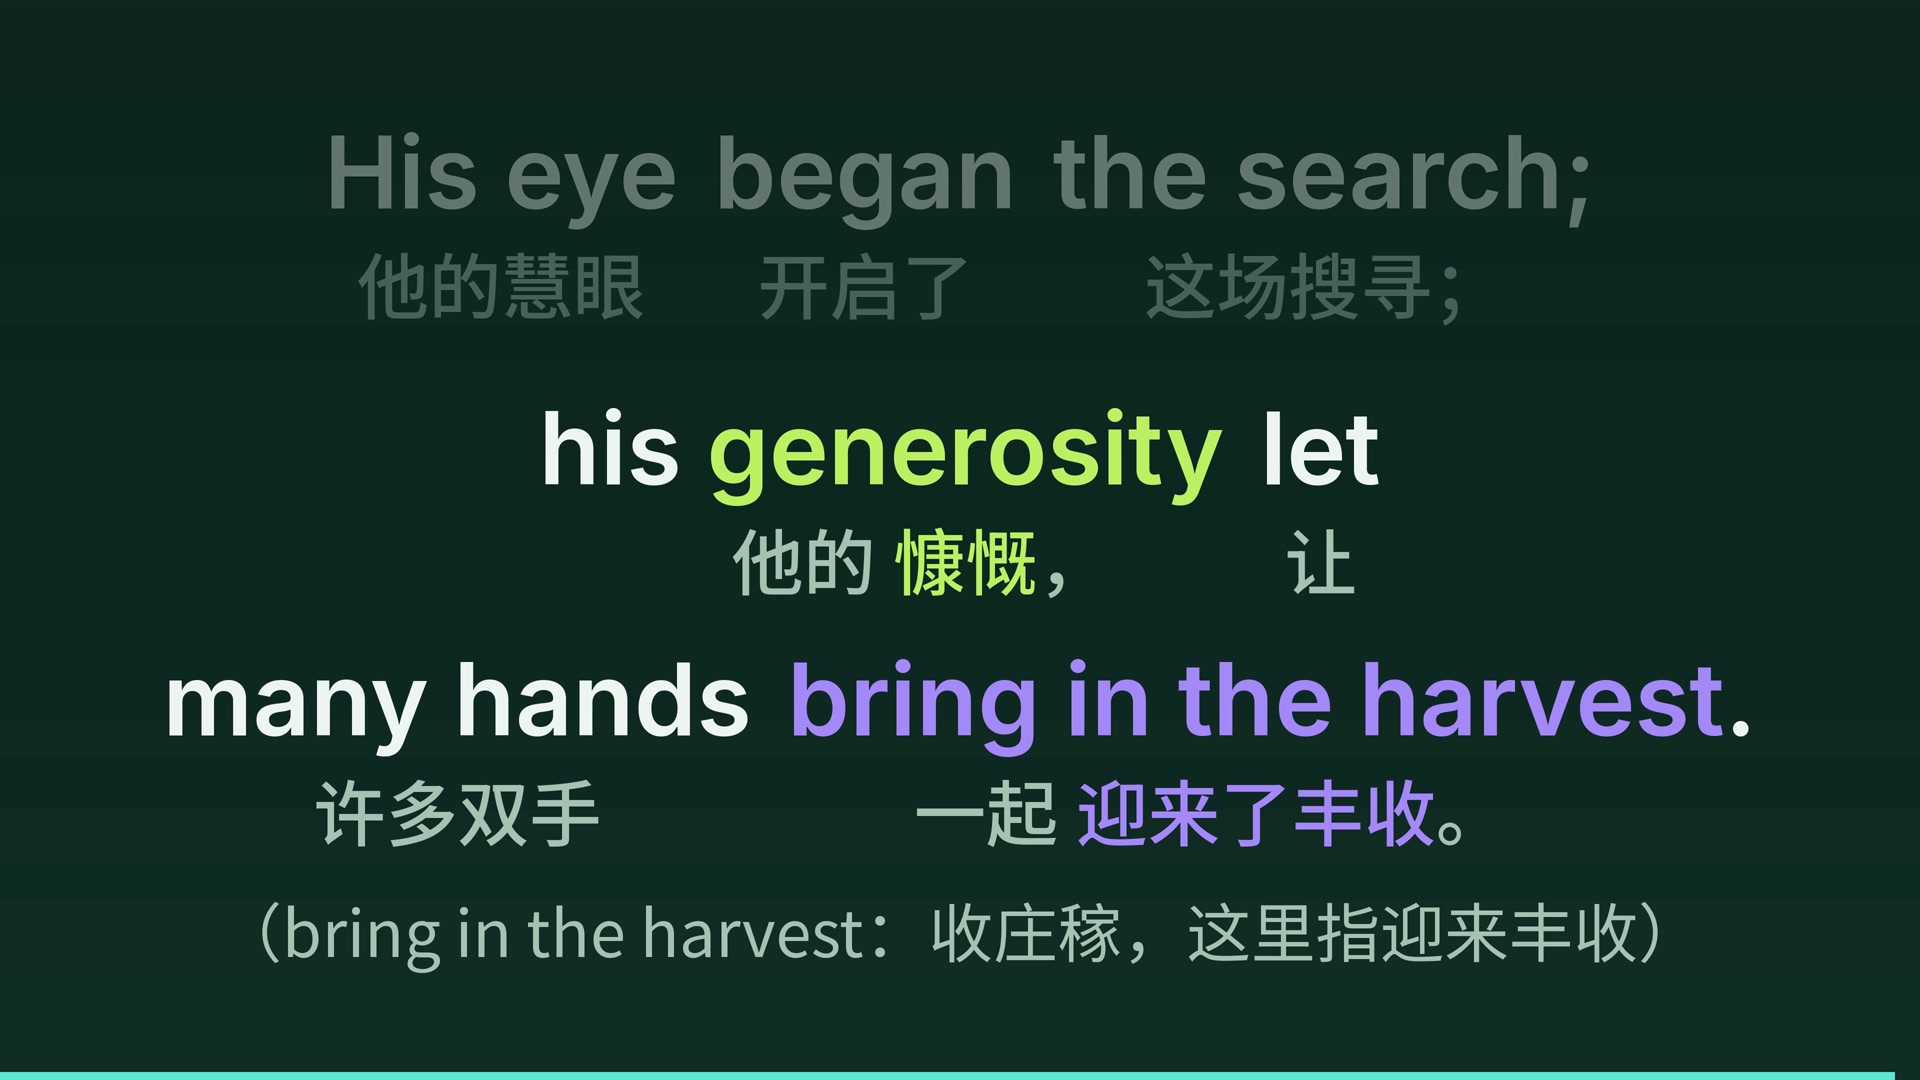 His eye began the search;
他的慧眼 开启了 这场搜寻；
his generosity let
他的 慷慨， 让
many hands bring in the harvest.
许多双手 一起 迎来了丰收。
（bring in the harvest：收庄稼，这里指迎来丰收）